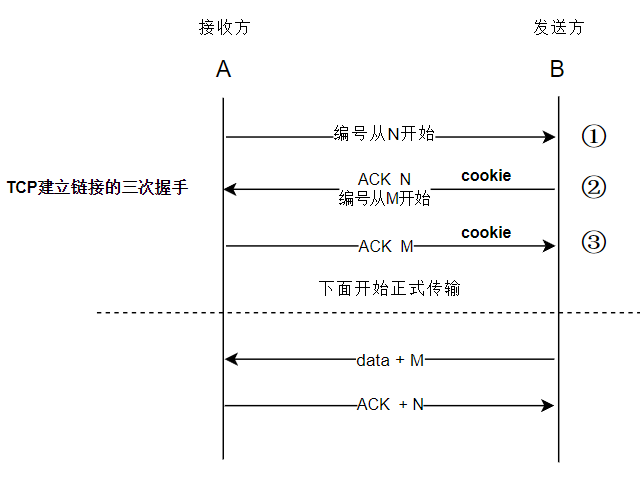 接收方
发送方
A
B
编号从N开始
①
TCP建立链接的三次握手
ACK N
cookie
②
编号从M开始
cookie
ACK M
③
下面开始正式传输
data + M
ACK + N